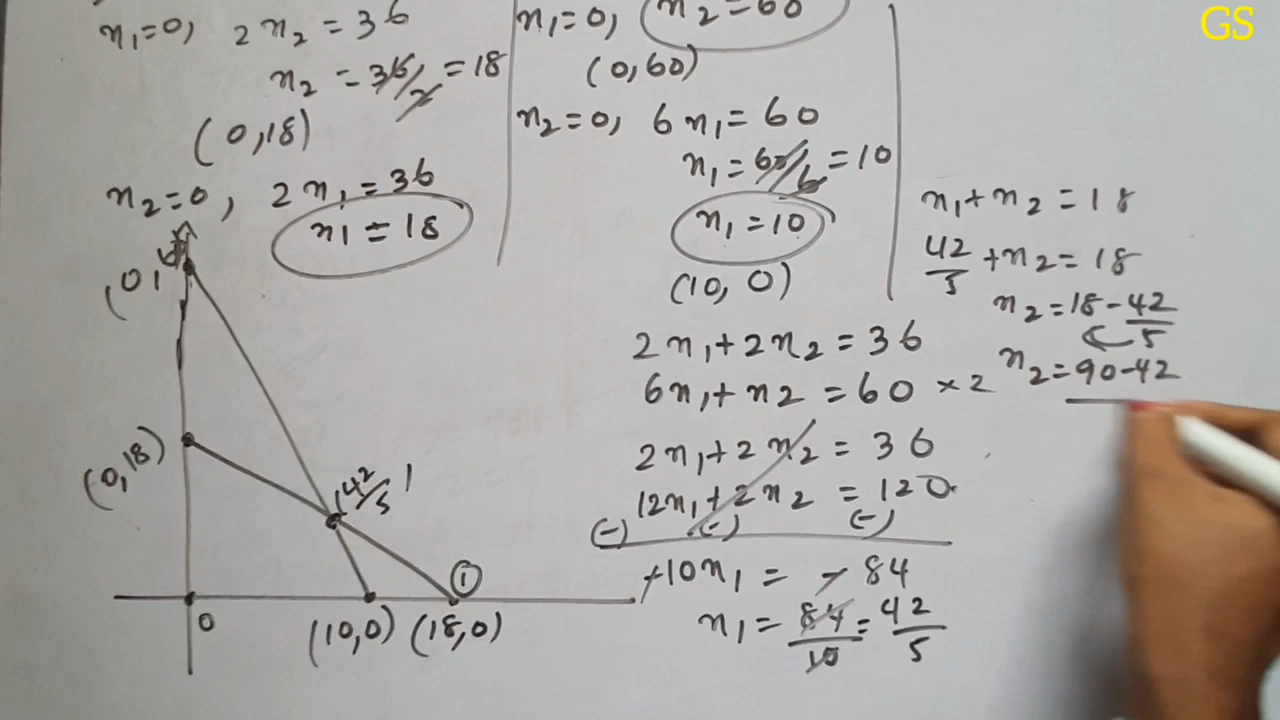 GS
x₁=0, 2x₂ = 36
x₂ = 36/2 = 18
(0,18)
x₂=0, 2x₁=36
x₁ = 18
x₁=0, x₂=60
(0,60)
x₂=0, 6x₁=60
x₁=60/6=10
x₁=10
(10, 0)
x₁+x₂=18
42/5+x₂=18
x₂=18-42/5
x₂=90-42
2x₁+2x₂=36
6x₁+x₂=60×2
2x₁+2x₂=36
12x₁+2x₂=120
(-) (-) (-)
-10x₁=-84
x₁=84/10=42/5
(0,
(0,18)
(42/5,
①
0
(10,0) (18,0)